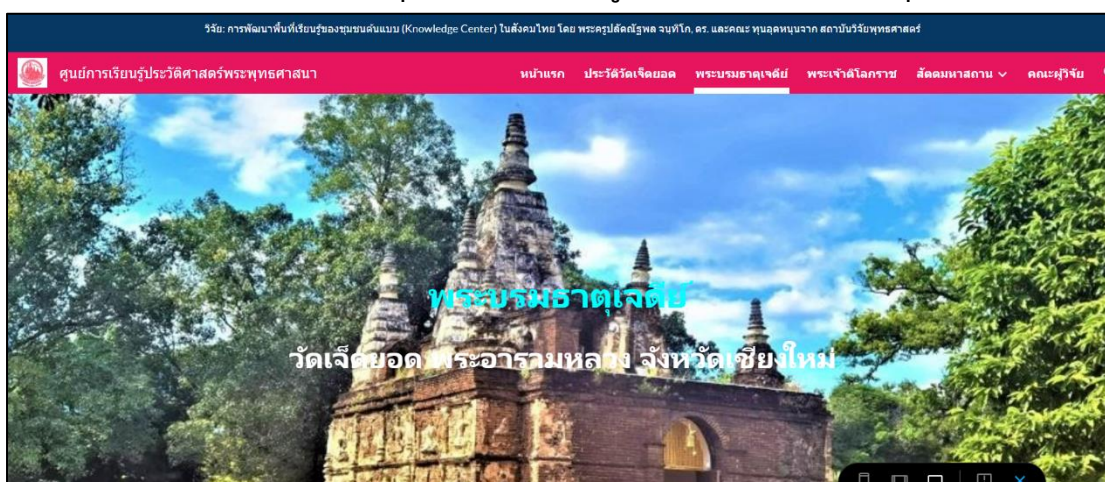 วิจัย: การพัฒนาพื้นที่เรียนรู้ของชุมชนต้นแบบ (Knowledge Center) ในสังคมไทย โดย พระครูปลัดณัฐพล จนฺทิโก, ดร. และคณะ ทุนอุดหนุนจาก สถาบันวิจัยพุทธศาสตร์
ศูนย์การเรียนรู้ประวัติศาสตร์พระพุทธศาสนา หน้าแรก ประวัติวัดเจ็ดยอด พระบรมธาตุเจดีย์ พระเจ้าติโลกราช สัตตมหาสถาน คณะผู้วิจัย
พระบรมธาตุเจดีย์
วัดเจ็ดยอด พระอารามหลวง จังหวัดเชียงใหม่